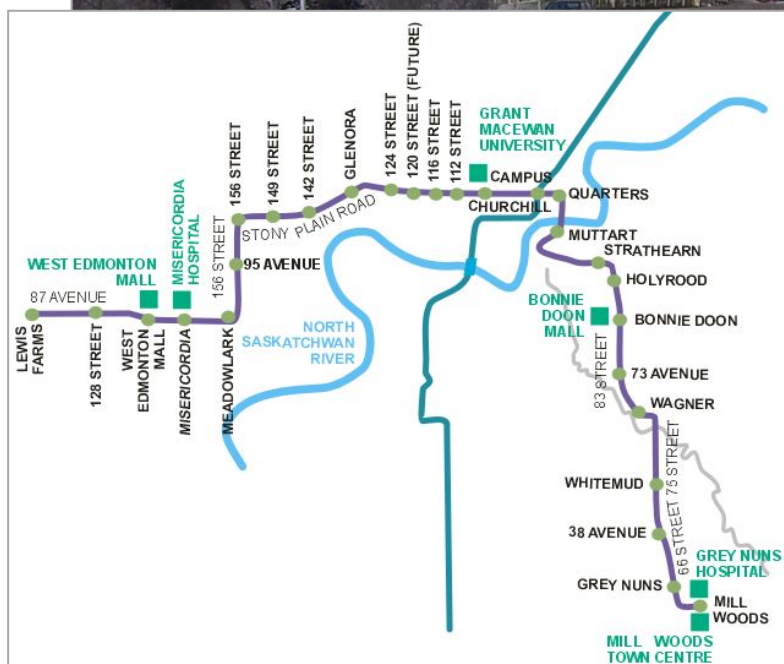 GRANT
MACEWAN
UNIVERSITY
156 STREET
149 STREET
142 STREET
GLENORA
124 STREET
120 STREET (FUTURE)
116 STREET
112 STREET
CAMPUS
CHURCHILL
QUARTERS
STONY PLAIN ROAD
MISERICORDIA
HOSPITAL
WEST EDMONTON
MALL
156 STREET
95 AVENUE
87 AVENUE
LEWIS
FARMS
128 STREET
WEST
EDMONTON
MALL
MISERICORDIA
MEADOWLARK
NORTH
SASKATCHWAN
RIVER
MUTTART
STRATHEARN
HOLYROOD
BONNIE
DOON
MALL
BONNIE DOON
83 STREET
73 AVENUE
WAGNER
75 STREET
WHITEMUD
38 AVENUE
66 STREET
GREY NUNS
HOSPITAL
GREY NUNS
MILL
WOODS
MILL WOODS
TOWN CENTRE